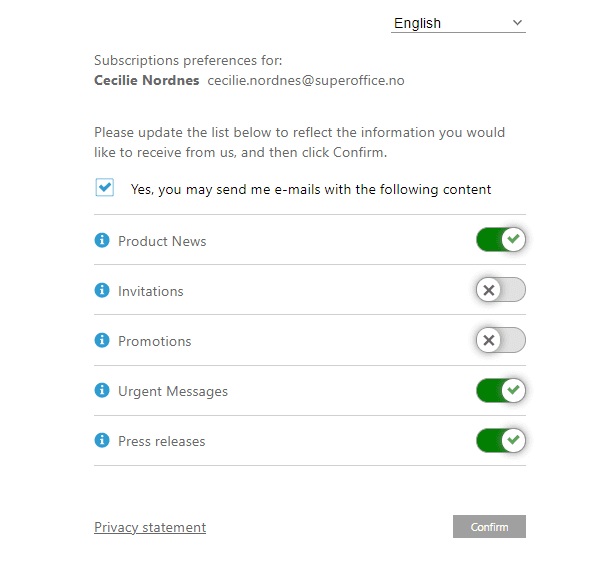 English
Subscriptions preferences for:
Cecilie Nordnes cecilie.nordnes@superoffice.no
Please update the list below to reflect the information you would
like to receive from us, and then click Confirm.
Yes, you may send me e-mails with the following content
Product News
Invitations
Promotions
Urgent Messages
Press releases
Privacy statement
Confirm